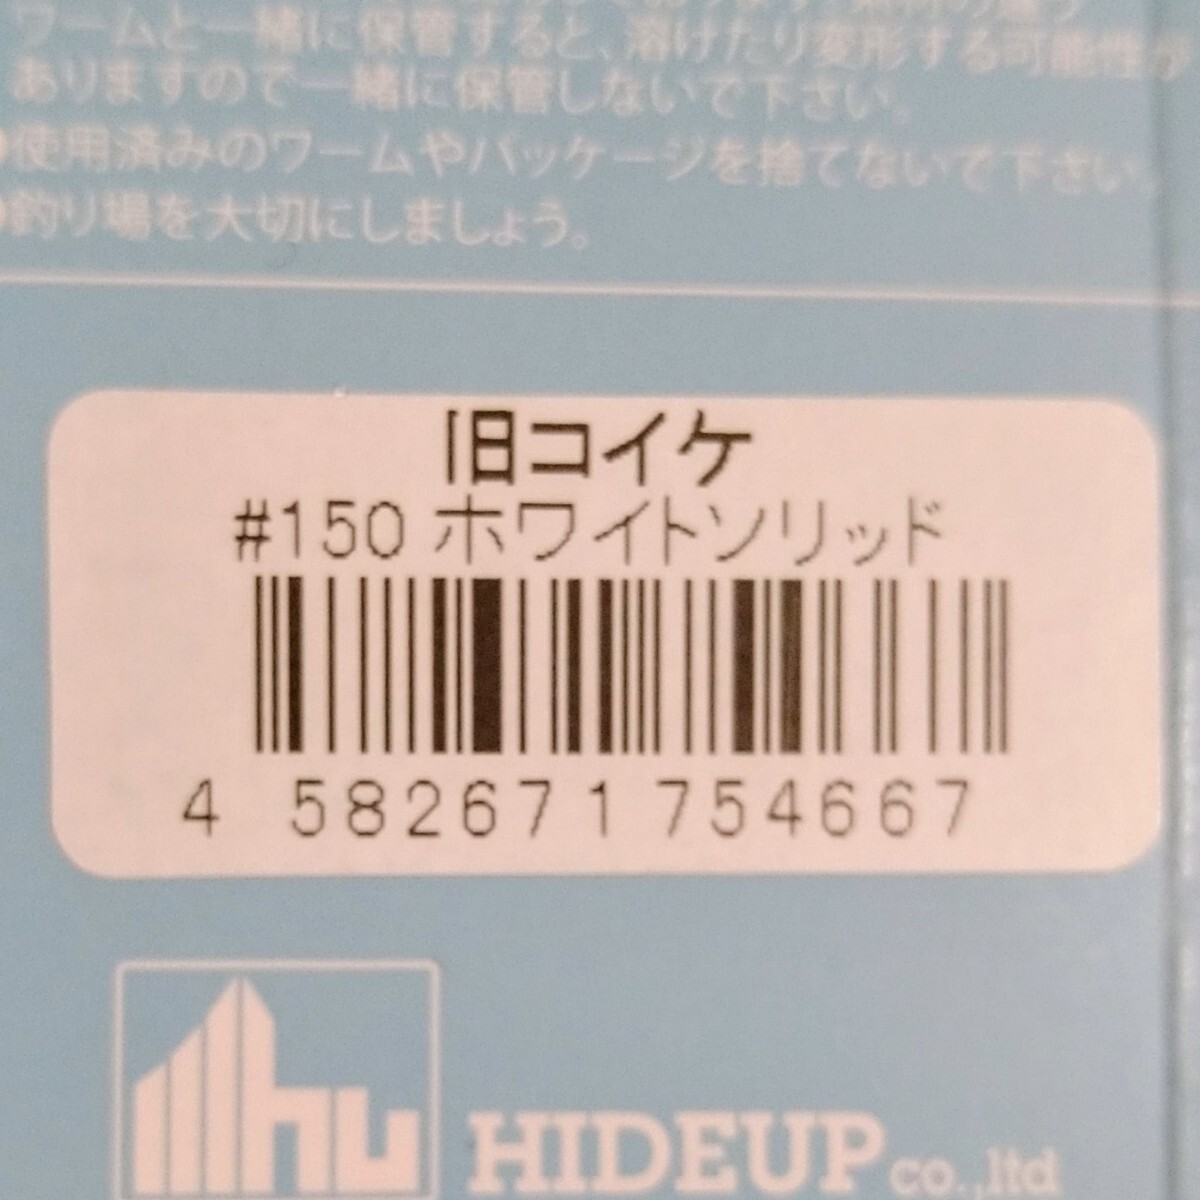 ワームと一緒に保管すると、溶けたり変形する可能性が
ありますので一緒に保管しないで下さい。
●使用済みのワームやパッケージを捨てないで下さい。
●釣り場を大切にしましょう。
旧コイケ
#150 ホワイトソリッド
4 582671 754667
hu
HIDEUP co.,ltd